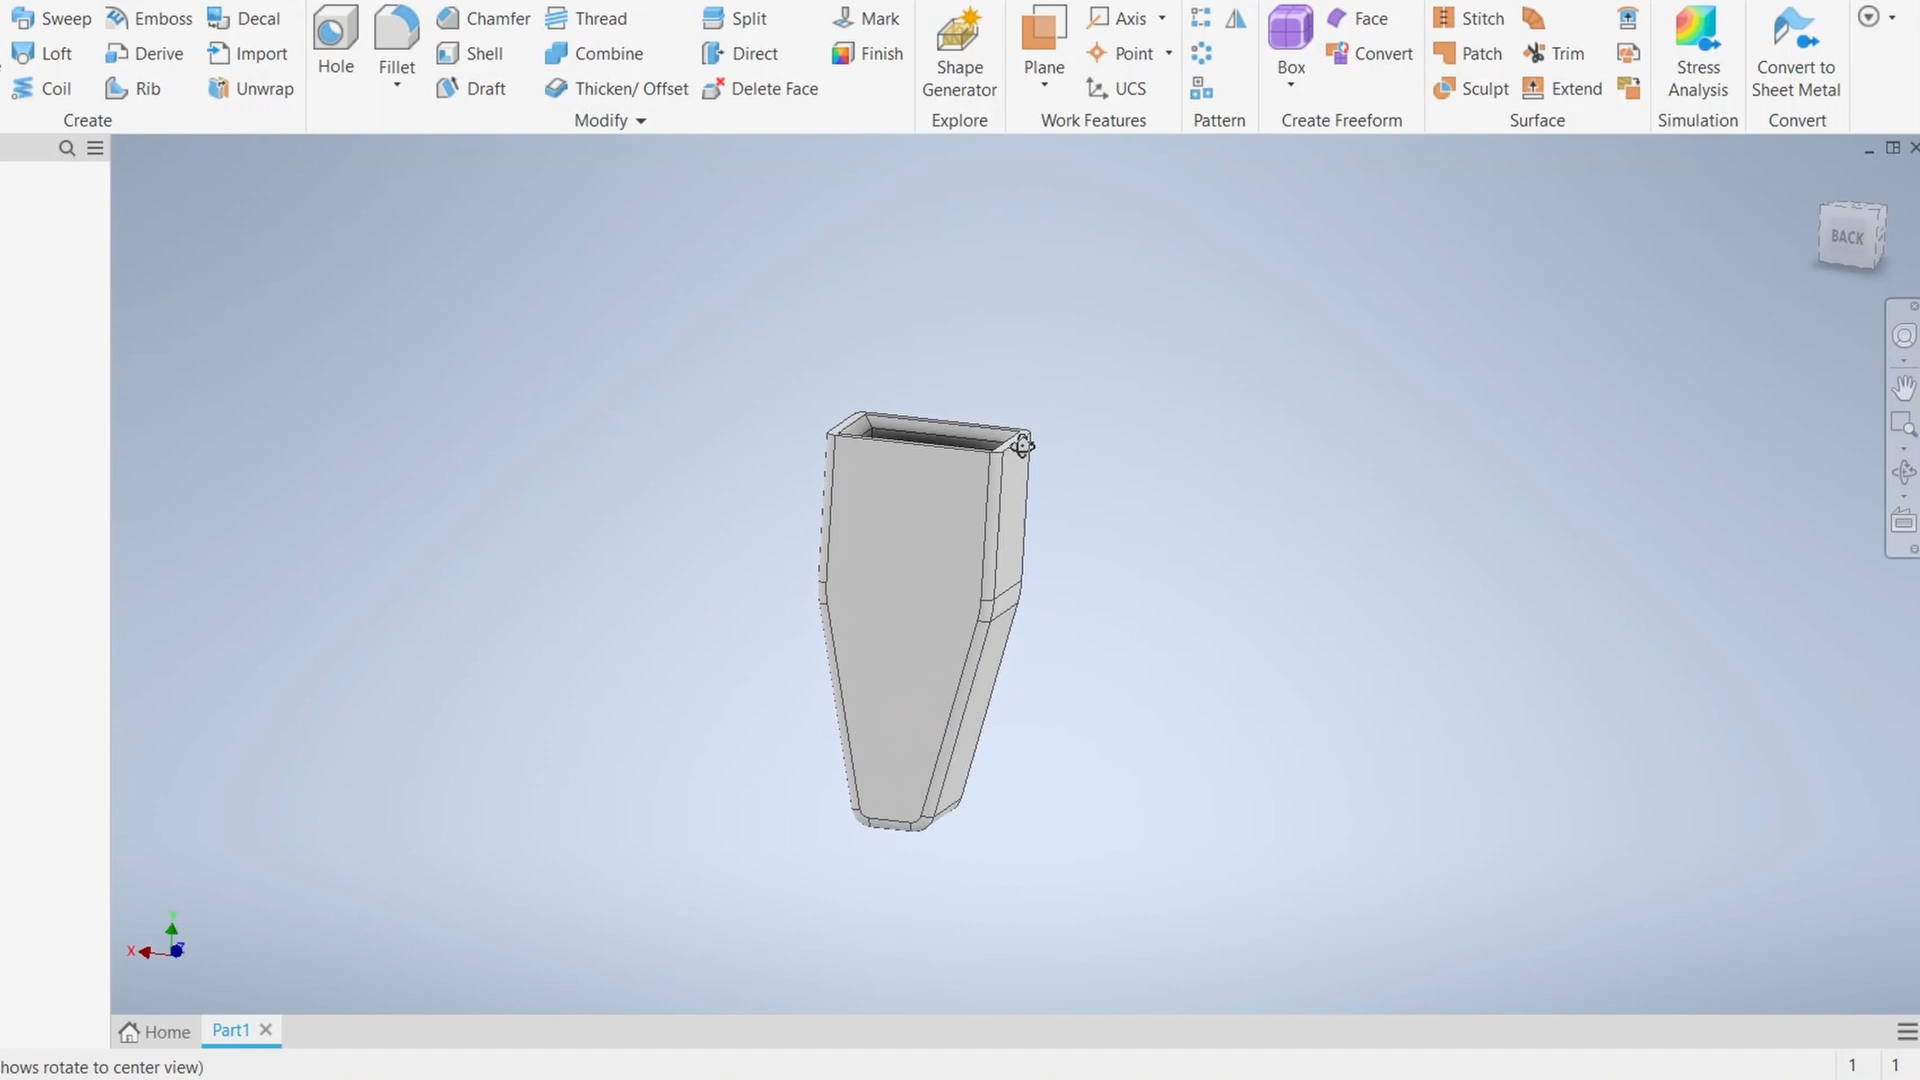 Sweep Emboss Decal Chamfer Thread Split Mark Axis Face Stitch
Loft Derive Import Hole Fillet Shell Combine Direct Finish Shape Generator Plane Point Box Convert Patch Trim Stress Analysis Convert to Sheet Metal
Coil Rib Unwrap Draft Thicken/ Offset Delete Face UCS Sculpt Extend
Create Modify Explore Work Features Pattern Create Freeform Surface Simulation Convert
BACK
Y
X Z
Home Part1
hows rotate to center view) 1 1